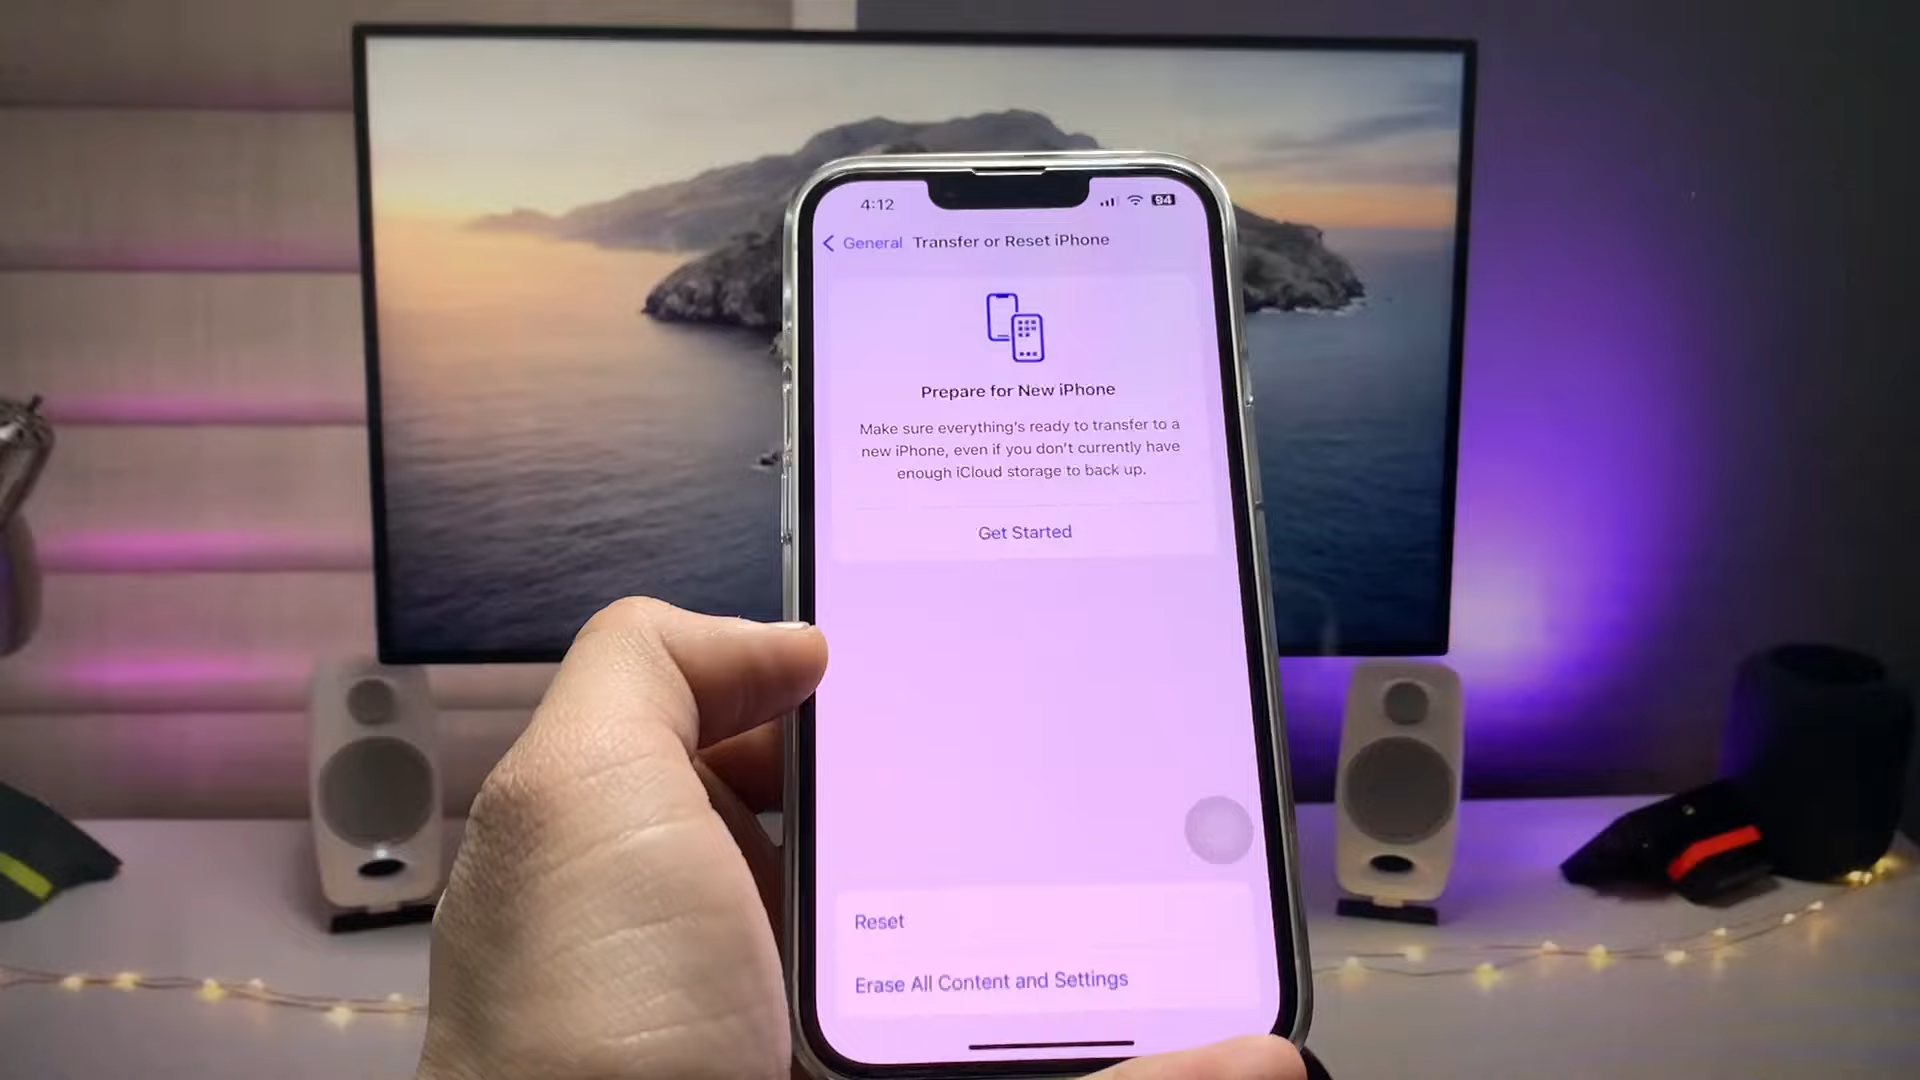 4:12
94
General Transfer or Reset iPhone
Prepare for New iPhone
Make sure everything's ready to transfer to a
new iPhone, even if you don't currently have
enough iCloud storage to back up.
Get Started
Reset
Erase All Content and Settings